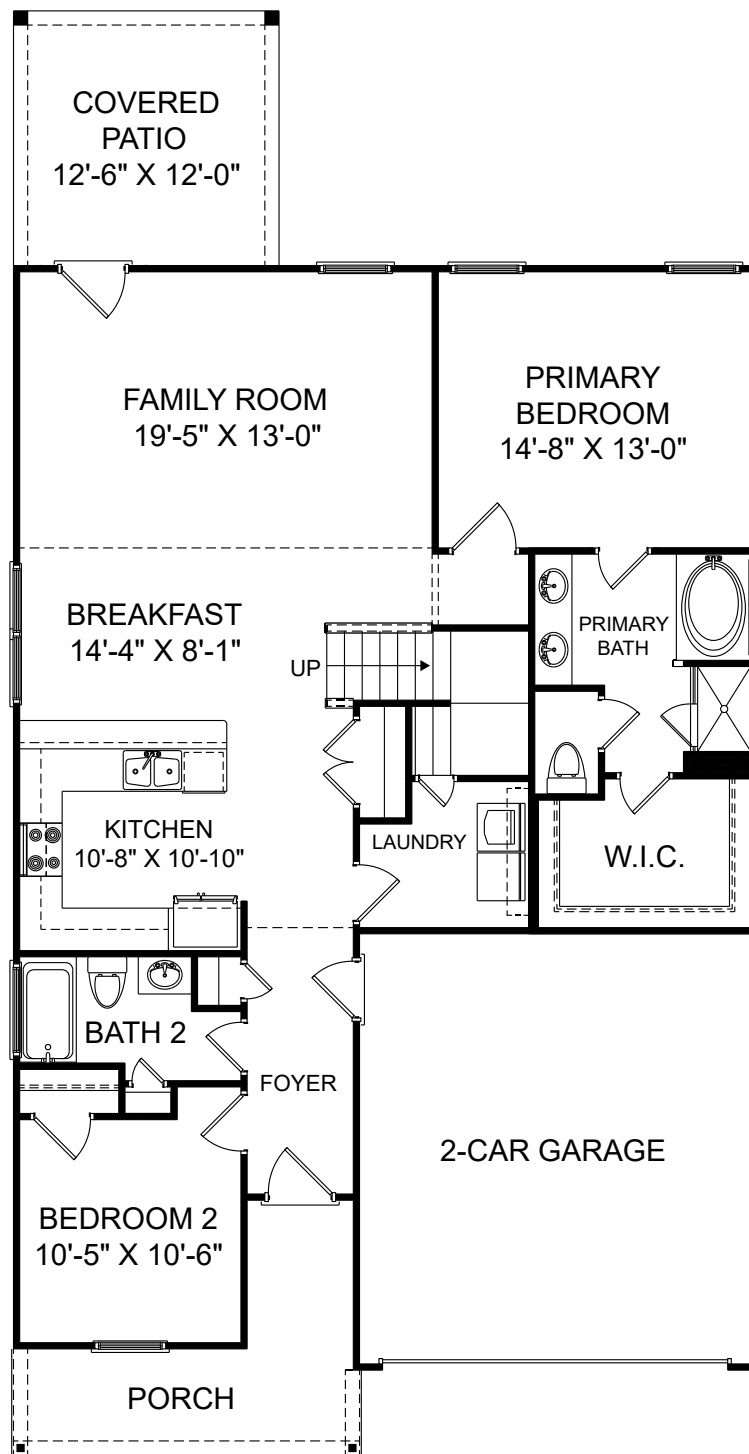 COVERED
PATIO
12'-6" X 12'-0"
FAMILY ROOM
19'-5" X 13'-0"
PRIMARY
BEDROOM
14'-8" X 13'-0"
BREAKFAST
14'-4" X 8'-1"
UP
PRIMARY
BATH
KITCHEN
10'-8" X 10'-10"
LAUNDRY
W.I.C.
BATH 2
FOYER
2-CAR GARAGE
BEDROOM 2
10'-5" X 10'-6"
PORCH